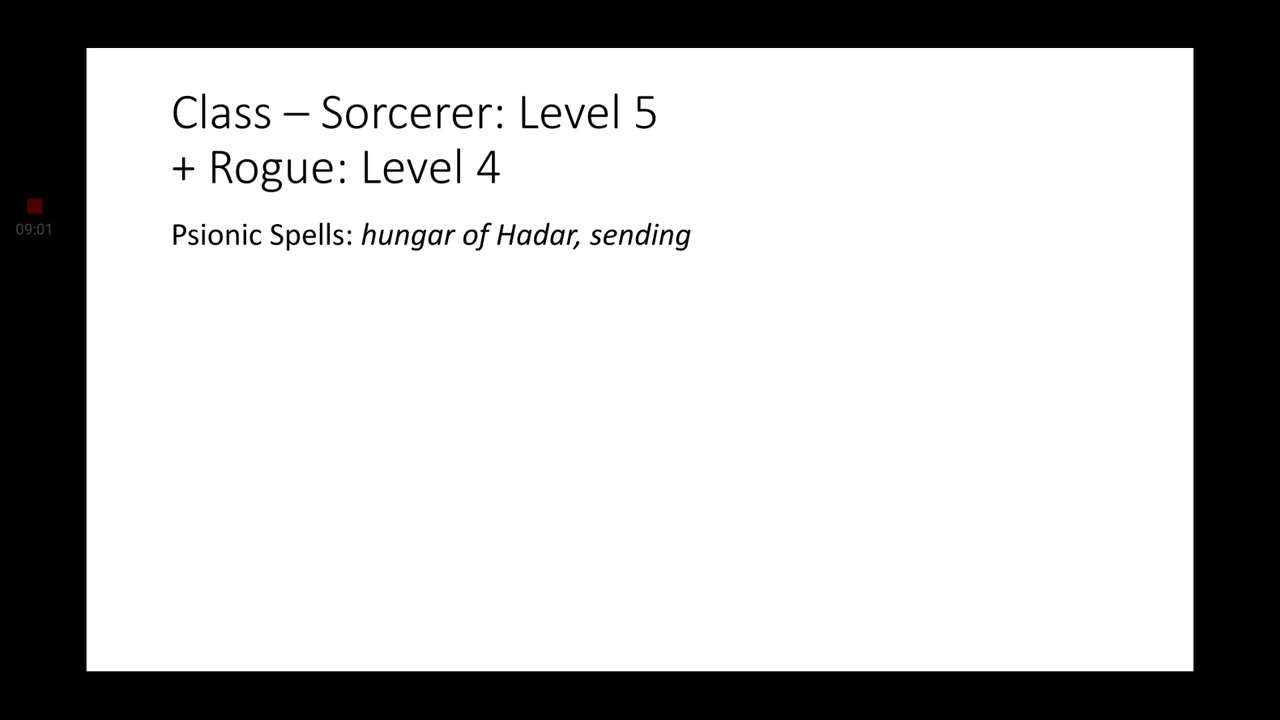 Class – Sorcerer: Level 5
+ Rogue: Level 4
Psionic Spells: hungar of Hadar, sending
09:01